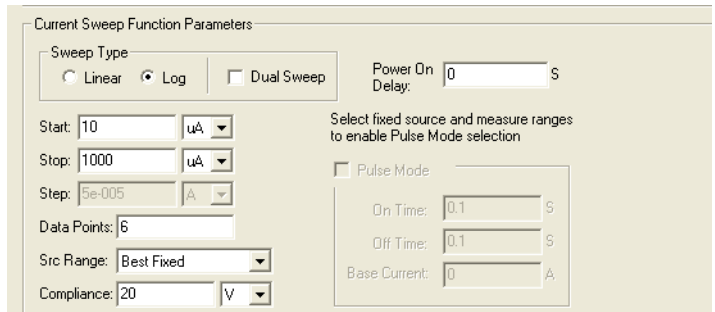 Current Sweep Function Parameters
Sweep Type
Linear Log Dual Sweep
Power On Delay: 0 S
Start: 10 uA
Select fixed source and measure ranges
to enable Pulse Mode selection
Stop: 1000 uA
Pulse Mode
Step: 5e-005 A
On Time: 0.1 S
Data Points: 6
Off Time: 0.1 S
Src Range: Best Fixed
Base Current: 0 A
Compliance: 20 V